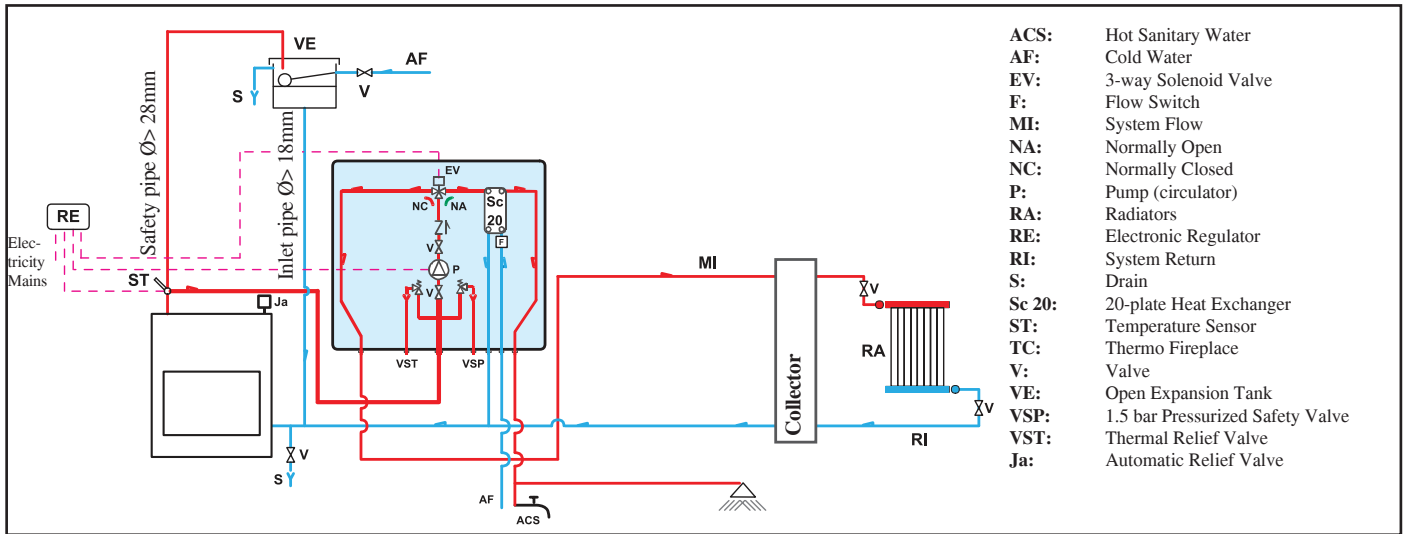 VE
AF
S
V
Safety pipe Ø> 28mm
Inlet pipe Ø> 18mm
EV
NC
NA
Sc
20
F
V
P
V
RE
Elec-
tricity
Mains
ST
Ja
VST
VSP
MI
Collector
V
RA
V
RI
V
S
AF
ACS
ACS: Hot Sanitary Water
AF: Cold Water
EV: 3-way Solenoid Valve
F: Flow Switch
MI: System Flow
NA: Normally Open
NC: Normally Closed
P: Pump (circulator)
RA: Radiators
RE: Electronic Regulator
RI: System Return
S: Drain
Sc 20: 20-plate Heat Exchanger
ST: Temperature Sensor
TC: Thermo Fireplace
V: Valve
VE: Open Expansion Tank
VSP: 1.5 bar Pressurized Safety Valve
VST: Thermal Relief Valve
Ja: Automatic Relief Valve